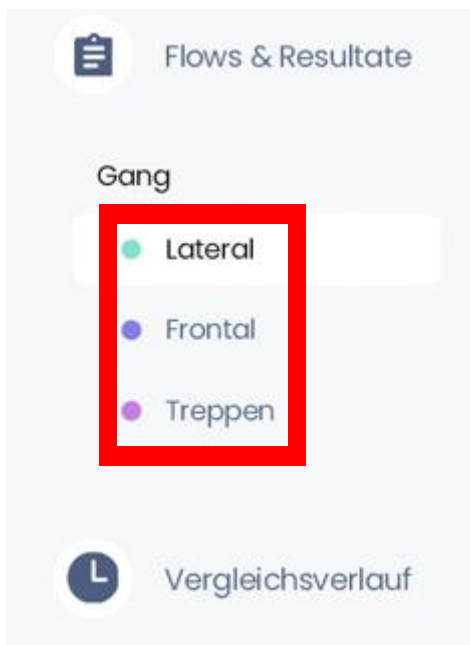 Flows & Resultate
Gang
Lateral
Frontal
Treppen
Vergleichsverlauf